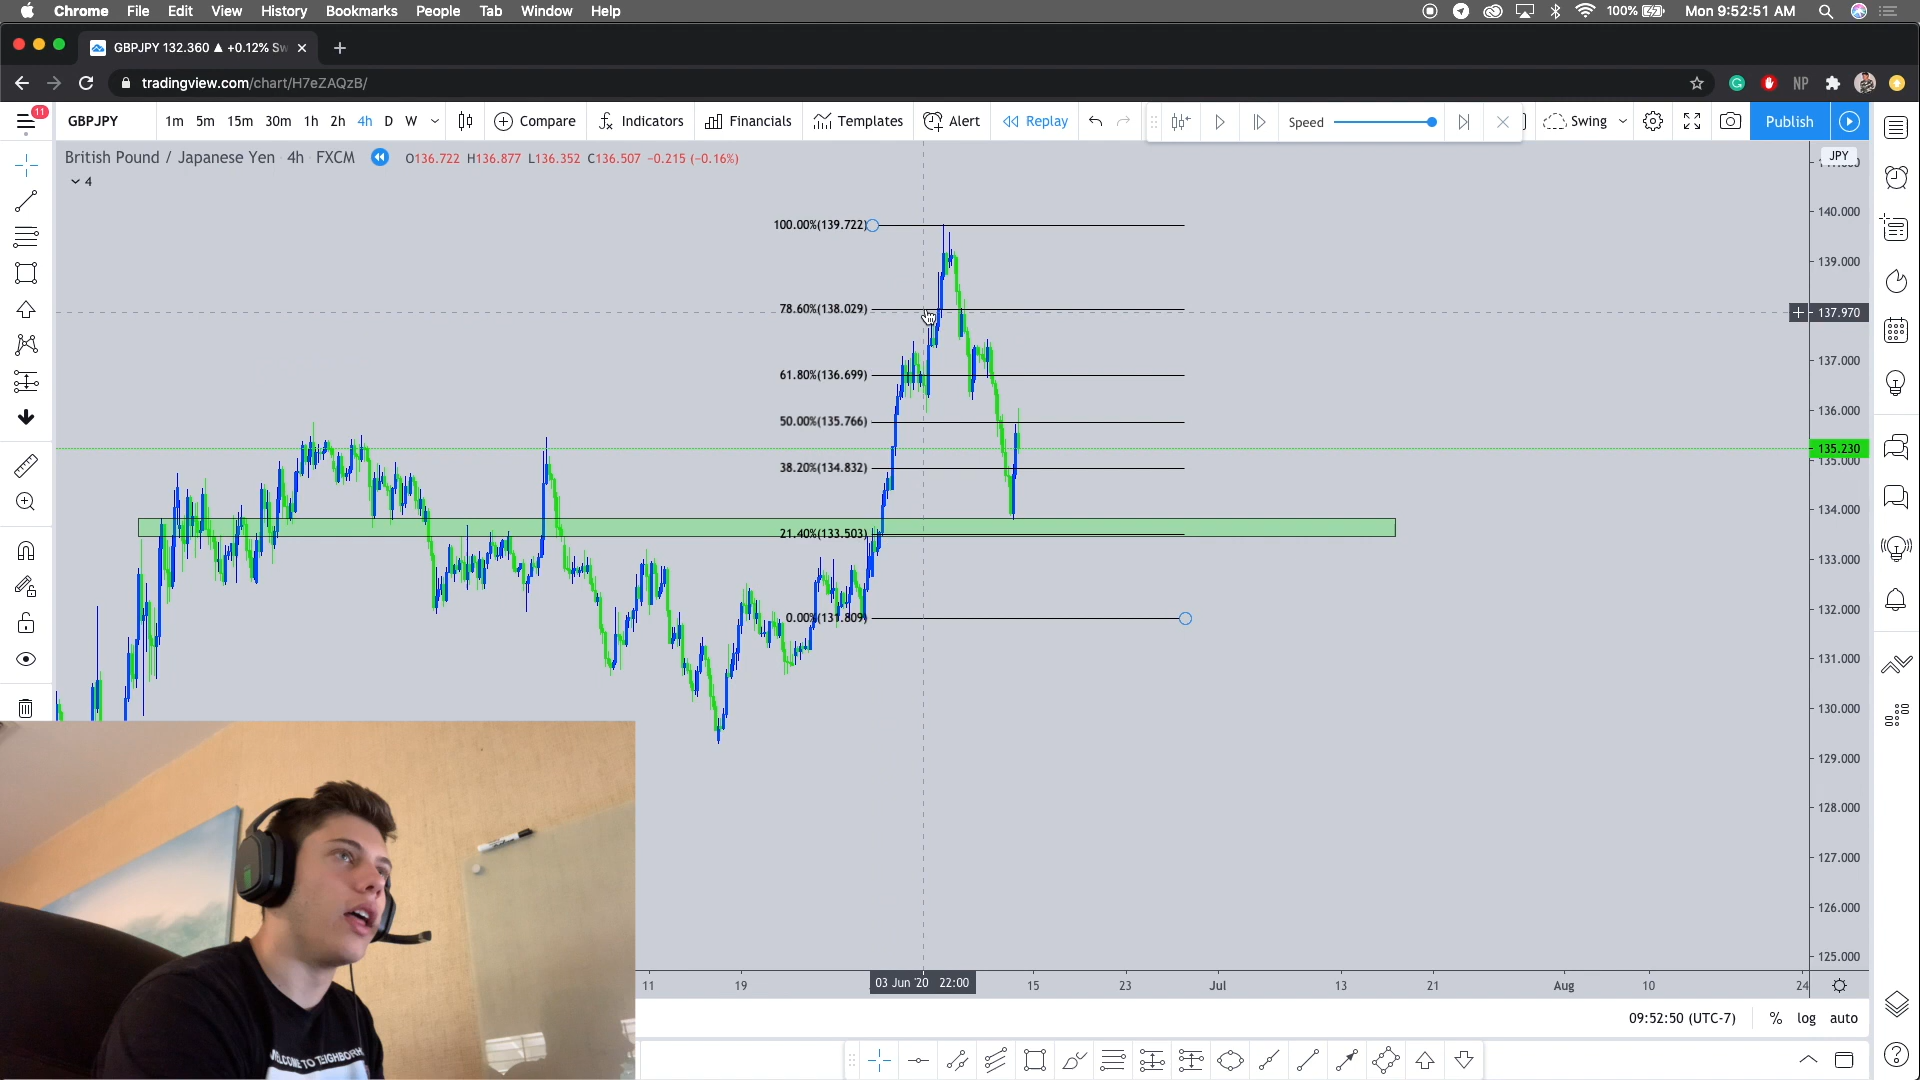 Chrome File Edit View History Bookmarks People Tab Window Help
100% Mon 9:52:51 AM
GBPJPY 132.360 ▲ +0.12% Sw
tradingview.com/chart/H7eZAQzB/
NP
11
GBPJPY 1m 5m 15m 30m 1h 2h 4h D W Compare Indicators Financials Templates Alert Replay Speed Swing Publish
British Pound / Japanese Yen 4h FXCM O136.722 H136.877 L136.352 C136.507 −0.215 (−0.16%)
JPY
4
140.000
100.00%(139.722)
139.000
78.60%(138.029)
137.970
137.000
61.80%(136.699)
136.000
50.00%(135.766)
135.230
135.000
38.20%(134.832)
134.000
21.40%(133.503)
133.000
132.000
0.00%(131.809)
131.000
130.000
129.000
128.000
127.000
126.000
125.000
11 19 03 Jun '20 22:00 15 23 Jul 13 21 Aug 10 24
09:52:50 (UTC-7) % log auto